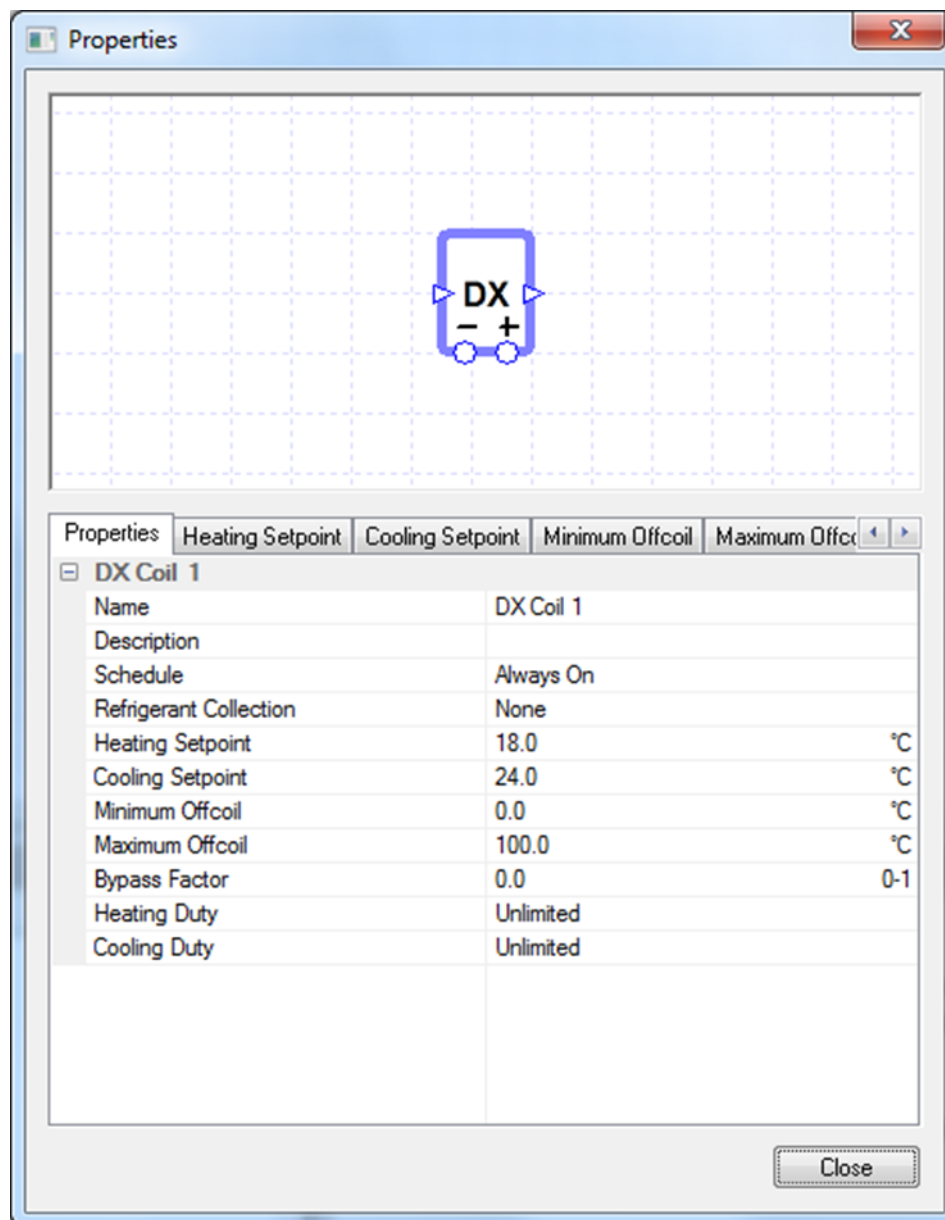 Properties
DX
– +
Properties Heating Setpoint Cooling Setpoint Minimum Offcoil Maximum
DX Coil 1
Name DX Coil 1
Description
Schedule Always On
Refrigerant Collection None
Heating Setpoint 18.0 °C
Cooling Setpoint 24.0 °C
Minimum Offcoil 0.0 °C
Maximum Offcoil 100.0 °C
Bypass Factor 0.0 0-1
Heating Duty Unlimited
Cooling Duty Unlimited
Close